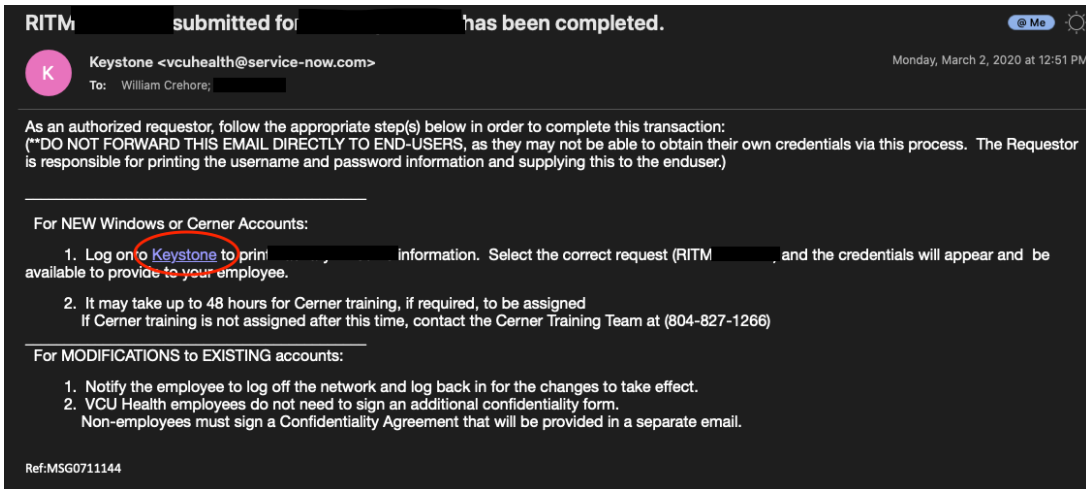 RITM submitted for has been completed.
@ Me
K
Keystone <vcuhealth@service-now.com>
Monday, March 2, 2020 at 12:51 PM
To: William Crehore;
As an authorized requestor, follow the appropriate step(s) below in order to complete this transaction:
(**DO NOT FORWARD THIS EMAIL DIRECTLY TO END-USERS, as they may not be able to obtain their own credentials via this process. The Requestor
is responsible for printing the username and password information and supplying this to the enduser.)
For NEW Windows or Cerner Accounts:
1. Log onto Keystone to print information. Select the correct request (RITM , and the credentials will appear and be
available to provide to your employee.
2. It may take up to 48 hours for Cerner training, if required, to be assigned
If Cerner training is not assigned after this time, contact the Cerner Training Team at (804-827-1266)
For MODIFICATIONS to EXISTING accounts:
1. Notify the employee to log off the network and log back in for the changes to take effect.
2. VCU Health employees do not need to sign an additional confidentiality form.
Non-employees must sign a Confidentiality Agreement that will be provided in a separate email.
Ref:MSG0711144